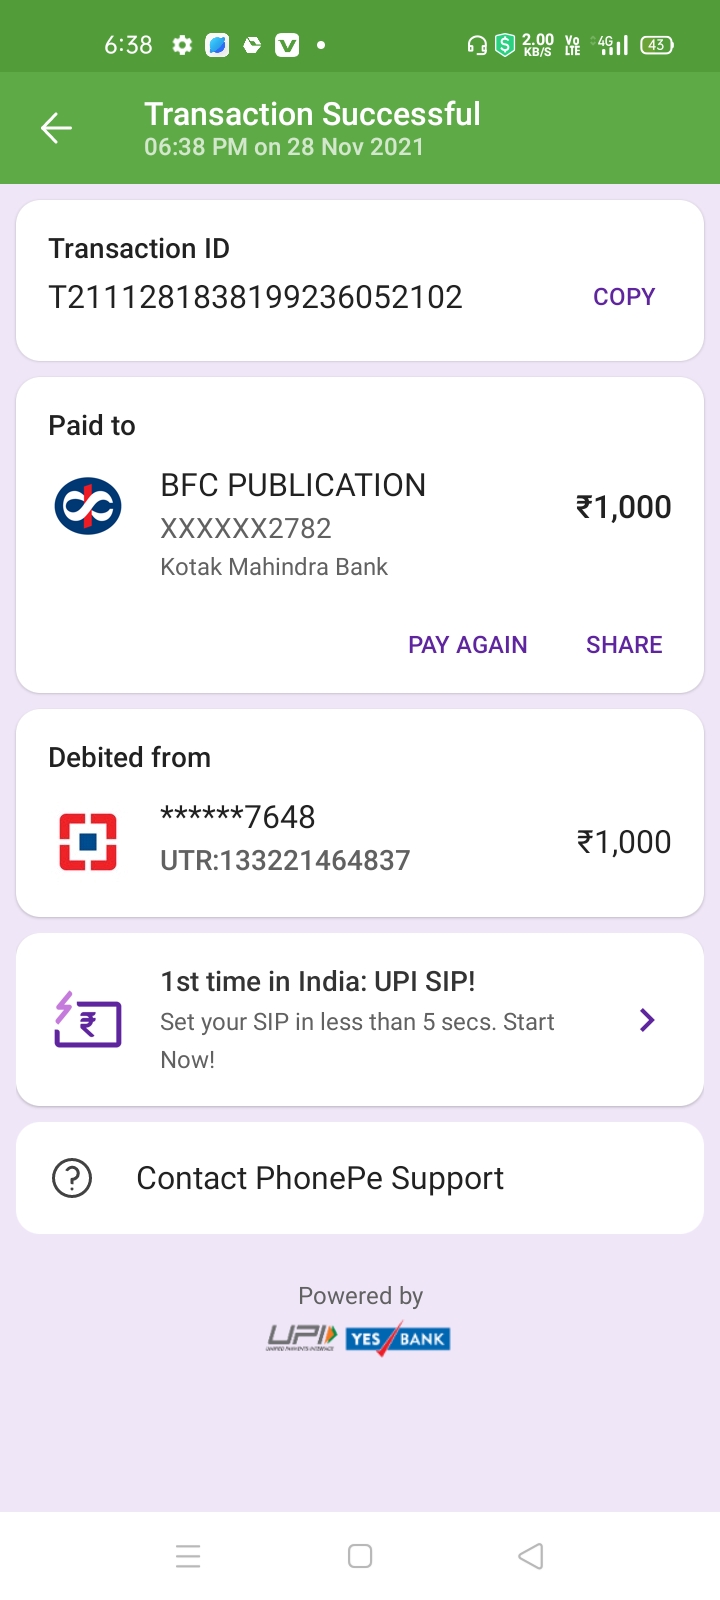 6:38
2.00 KB/S
Vo LTE
4G
43
Transaction Successful
06:38 PM on 28 Nov 2021
Transaction ID
T2111281838199236052102
COPY
Paid to
BFC PUBLICATION
XXXXXX2782
Kotak Mahindra Bank
₹1,000
PAY AGAIN
SHARE
Debited from
******7648
UTR:133221464837
₹1,000
1st time in India: UPI SIP!
Set your SIP in less than 5 secs. Start
Now!
Contact PhonePe Support
Powered by
UPI
UNIFIED PAYMENTS INTERFACE
YES BANK